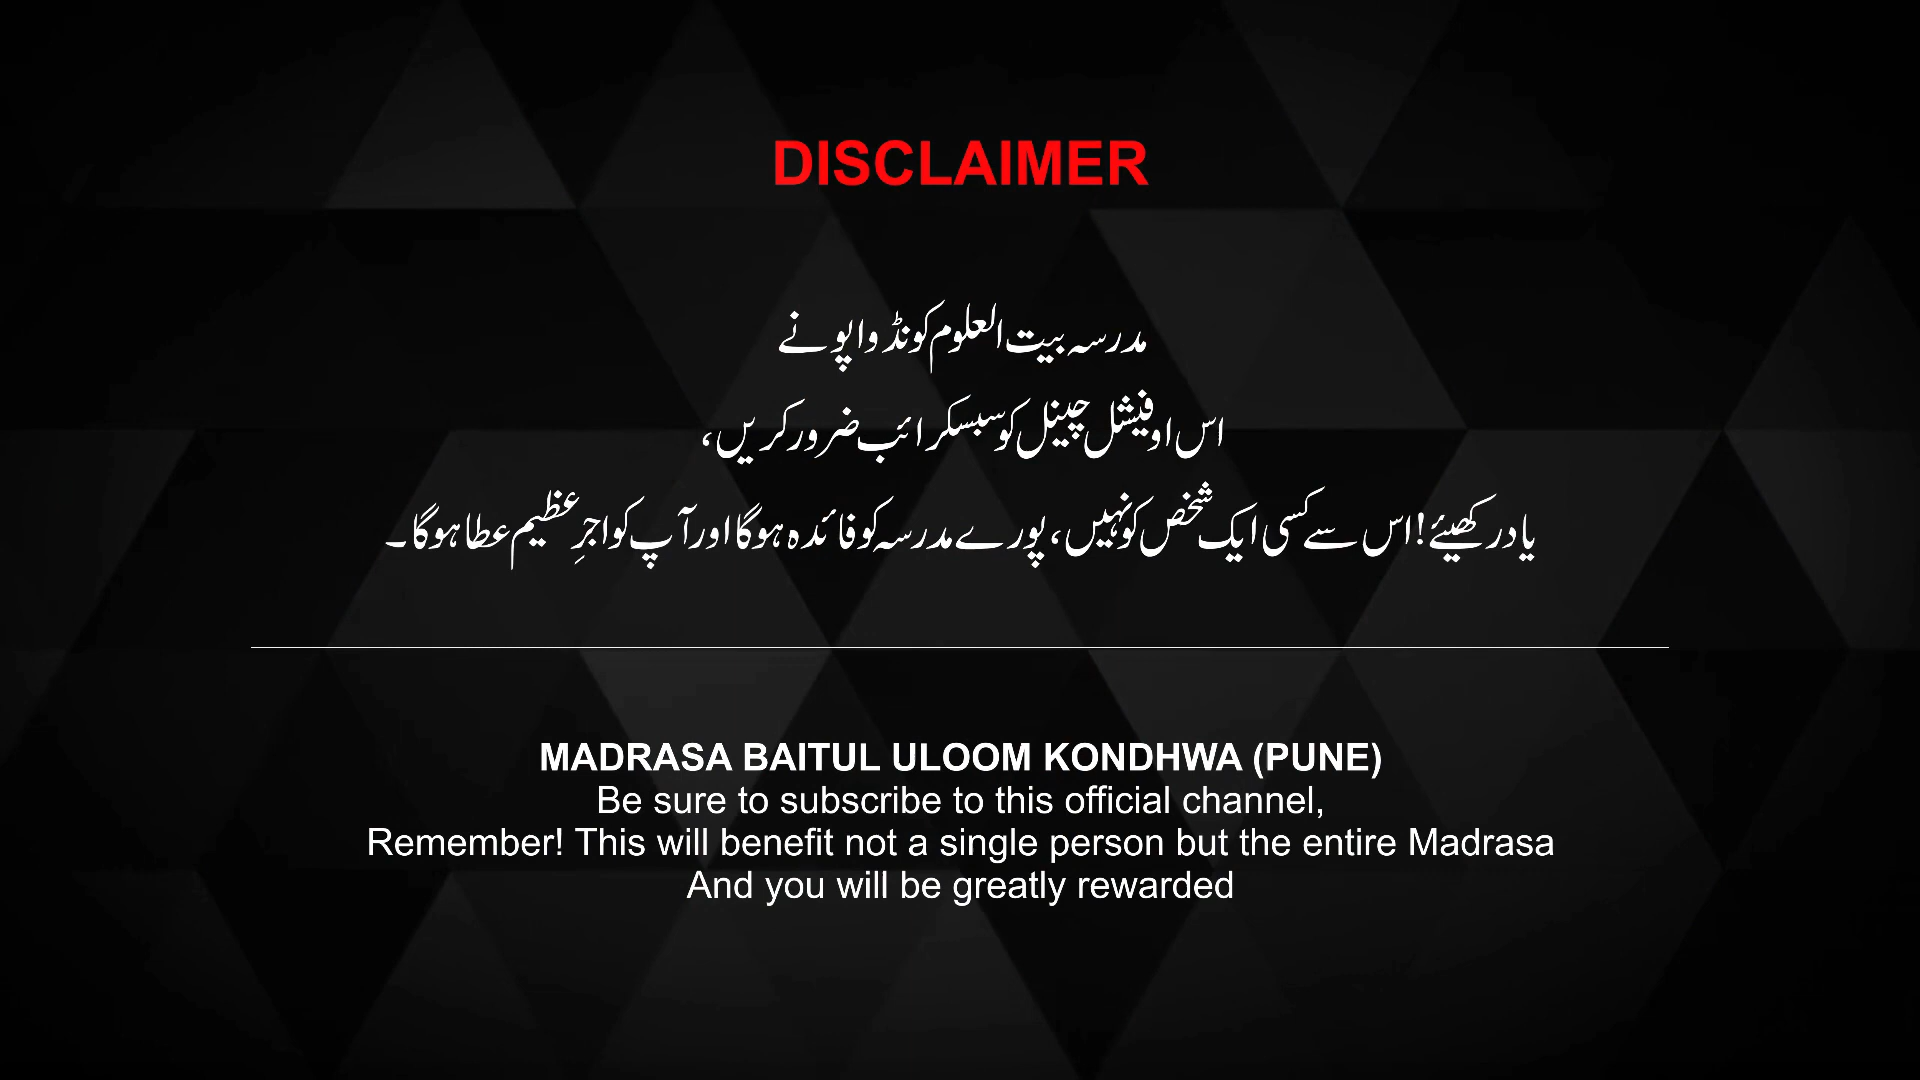 DISCLAIMER
مدرسہ بیت العلوم کونڈوا پونے
اس اوفیشل چینل کو سبسکرائب ضرور کریں،
یاد رکھیئے! اس سے کسی ایک شخص کو نہیں، پورے مدرسہ کو فائدہ ہوگا اور آپ کو اجرِ عظیم عطا ہوگا۔
MADRASA BAITUL ULOOM KONDHWA (PUNE)
Be sure to subscribe to this official channel,
Remember! This will benefit not a single person but the entire Madrasa
And you will be greatly rewarded